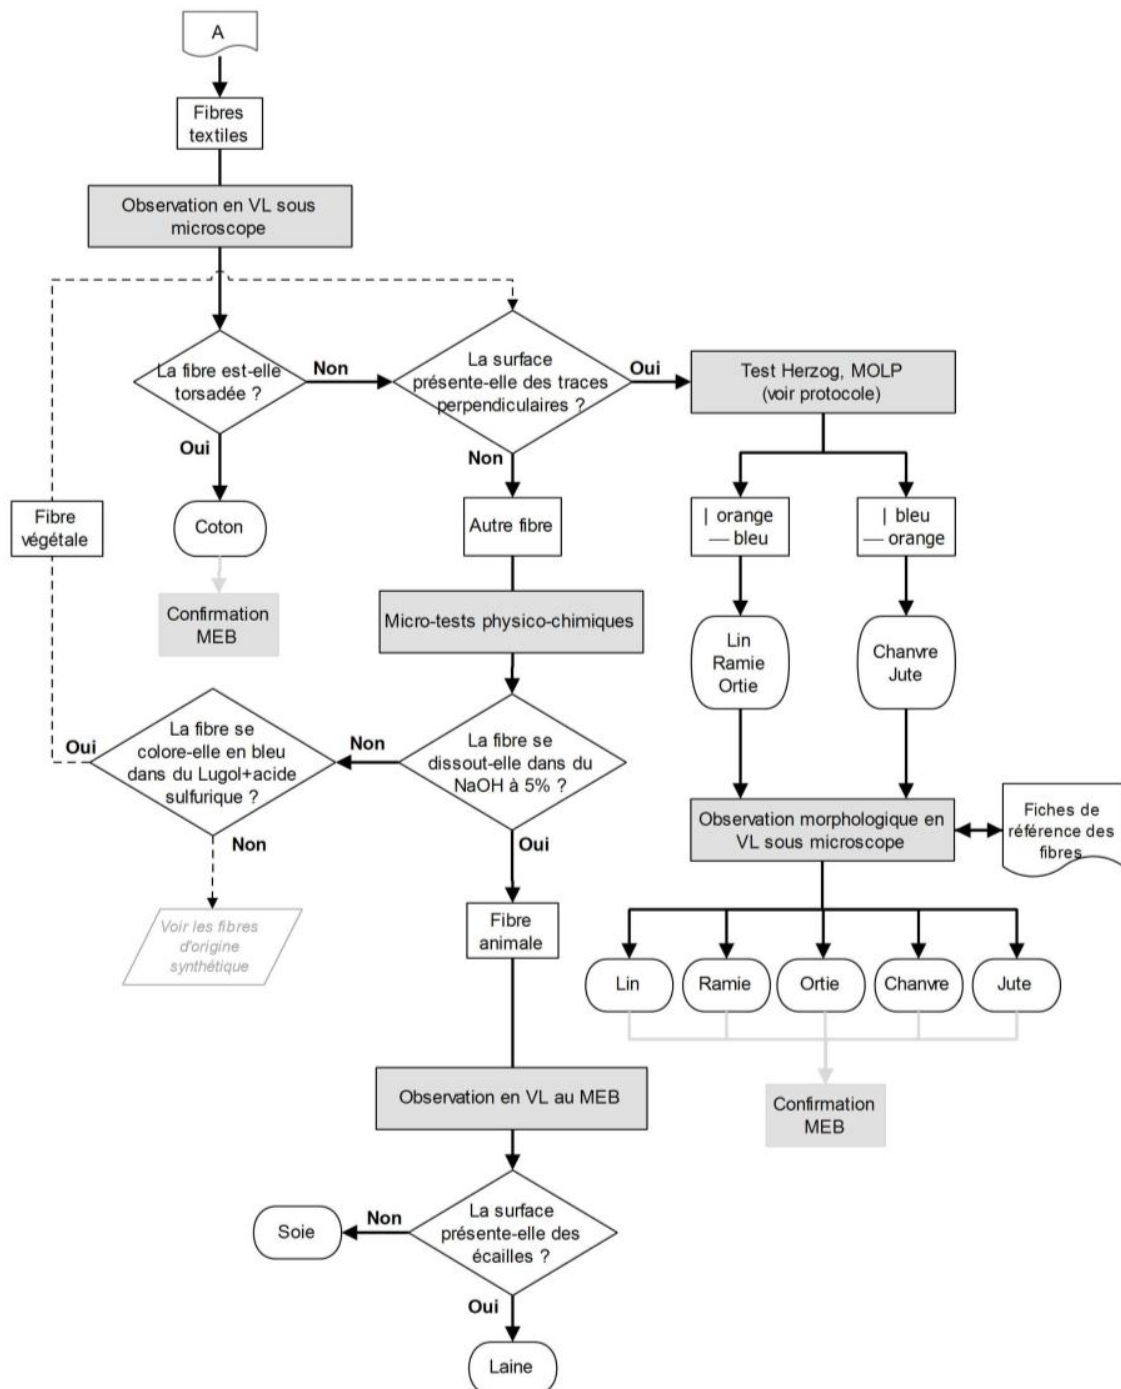 A
Fibres
textiles
Observation en VL sous
microscope
La fibre est-elle
torsadée ?
Non
La surface
présente-elle des traces
perpendiculaires ?
Oui
Test Herzog, MOLP
(voir protocole)
Oui
Non
Fibre
végétale
Coton
Autre fibre
| orange
— bleu
| bleu
— orange
Confirmation
MEB
Micro-tests physico-chimiques
Lin
Ramie
Ortie
Chanvre
Jute
Oui
La fibre se
colore-elle en bleu
dans du Lugol+acide
sulfurique ?
Non
La fibre se
dissout-elle dans du
NaOH à 5% ?
Non
Oui
Observation morphologique en
VL sous microscope
Fiches de
référence des
fibres
Voir les fibres
d'origine
synthétique
Fibre
animale
Lin
Ramie
Ortie
Chanvre
Jute
Observation en VL au MEB
Confirmation
MEB
Soie
Non
La surface
présente-elle des
écailles ?
Oui
Laine